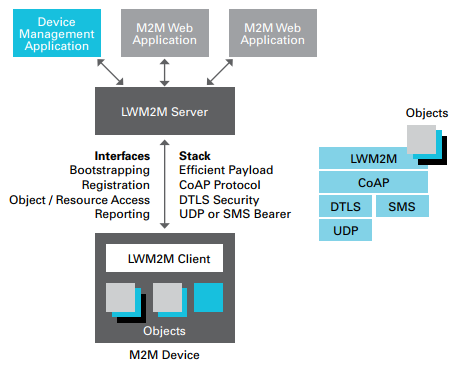 Device
Management
Application
M2M Web
Application
M2M Web
Application
LWM2M Server
Interfaces
Bootstrapping
Registration
Object / Resource Access
Reporting
Stack
Efficient Payload
CoAP Protocol
DTLS Security
UDP or SMS Bearer
LWM2M Client
Objects
M2M Device
Objects
LWM2M
CoAP
DTLS
SMS
UDP